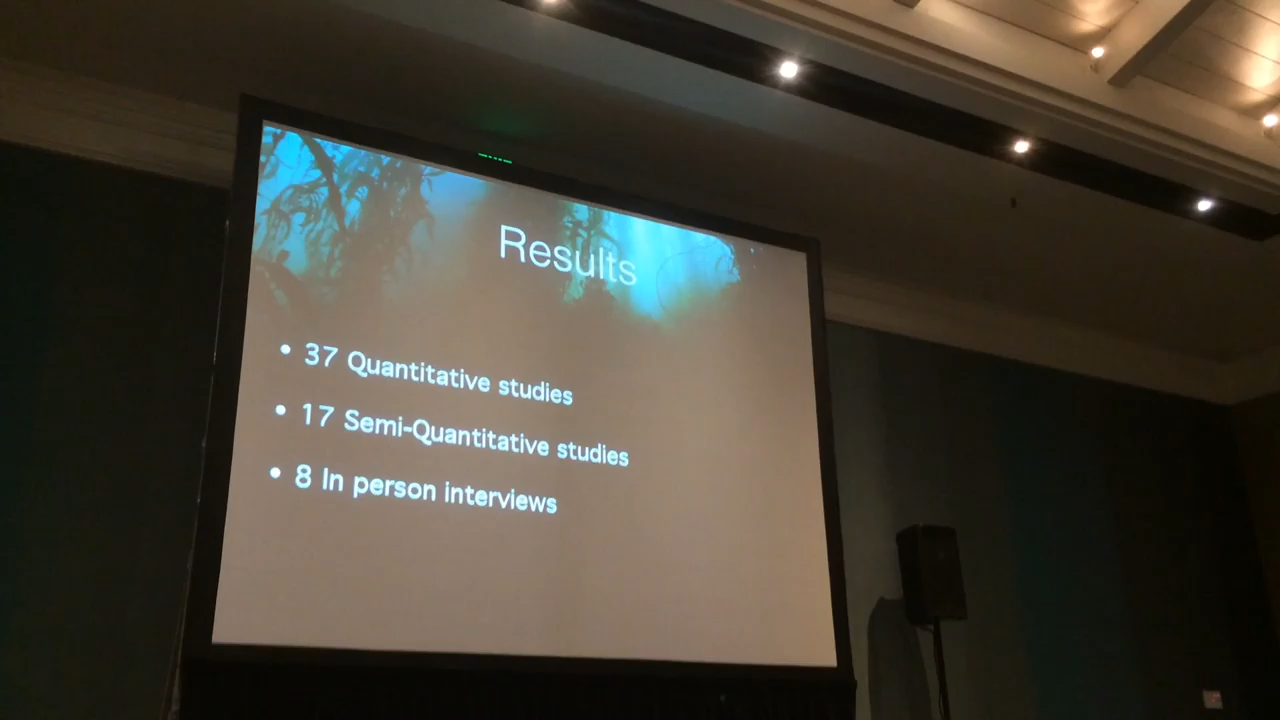 Results
• 37 Quantitative studies
• 17 Semi-Quantitative studies
• 8 In person interviews